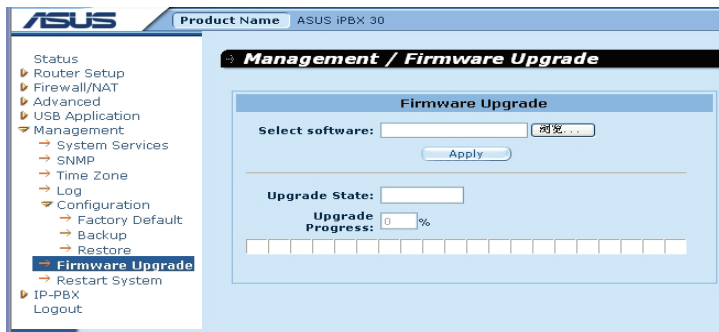 ASUS
Product Name ASUS iPBX 30
Status
Router Setup
Firewall/NAT
Advanced
USB Application
Management
System Services
SNMP
Time Zone
Log
Configuration
Factory Default
Backup
Restore
Firmware Upgrade
Restart System
IP-PBX
Logout
Management / Firmware Upgrade
Firmware Upgrade
Select software: 浏览...
Apply
Upgrade State:
Upgrade
Progress: 0 %